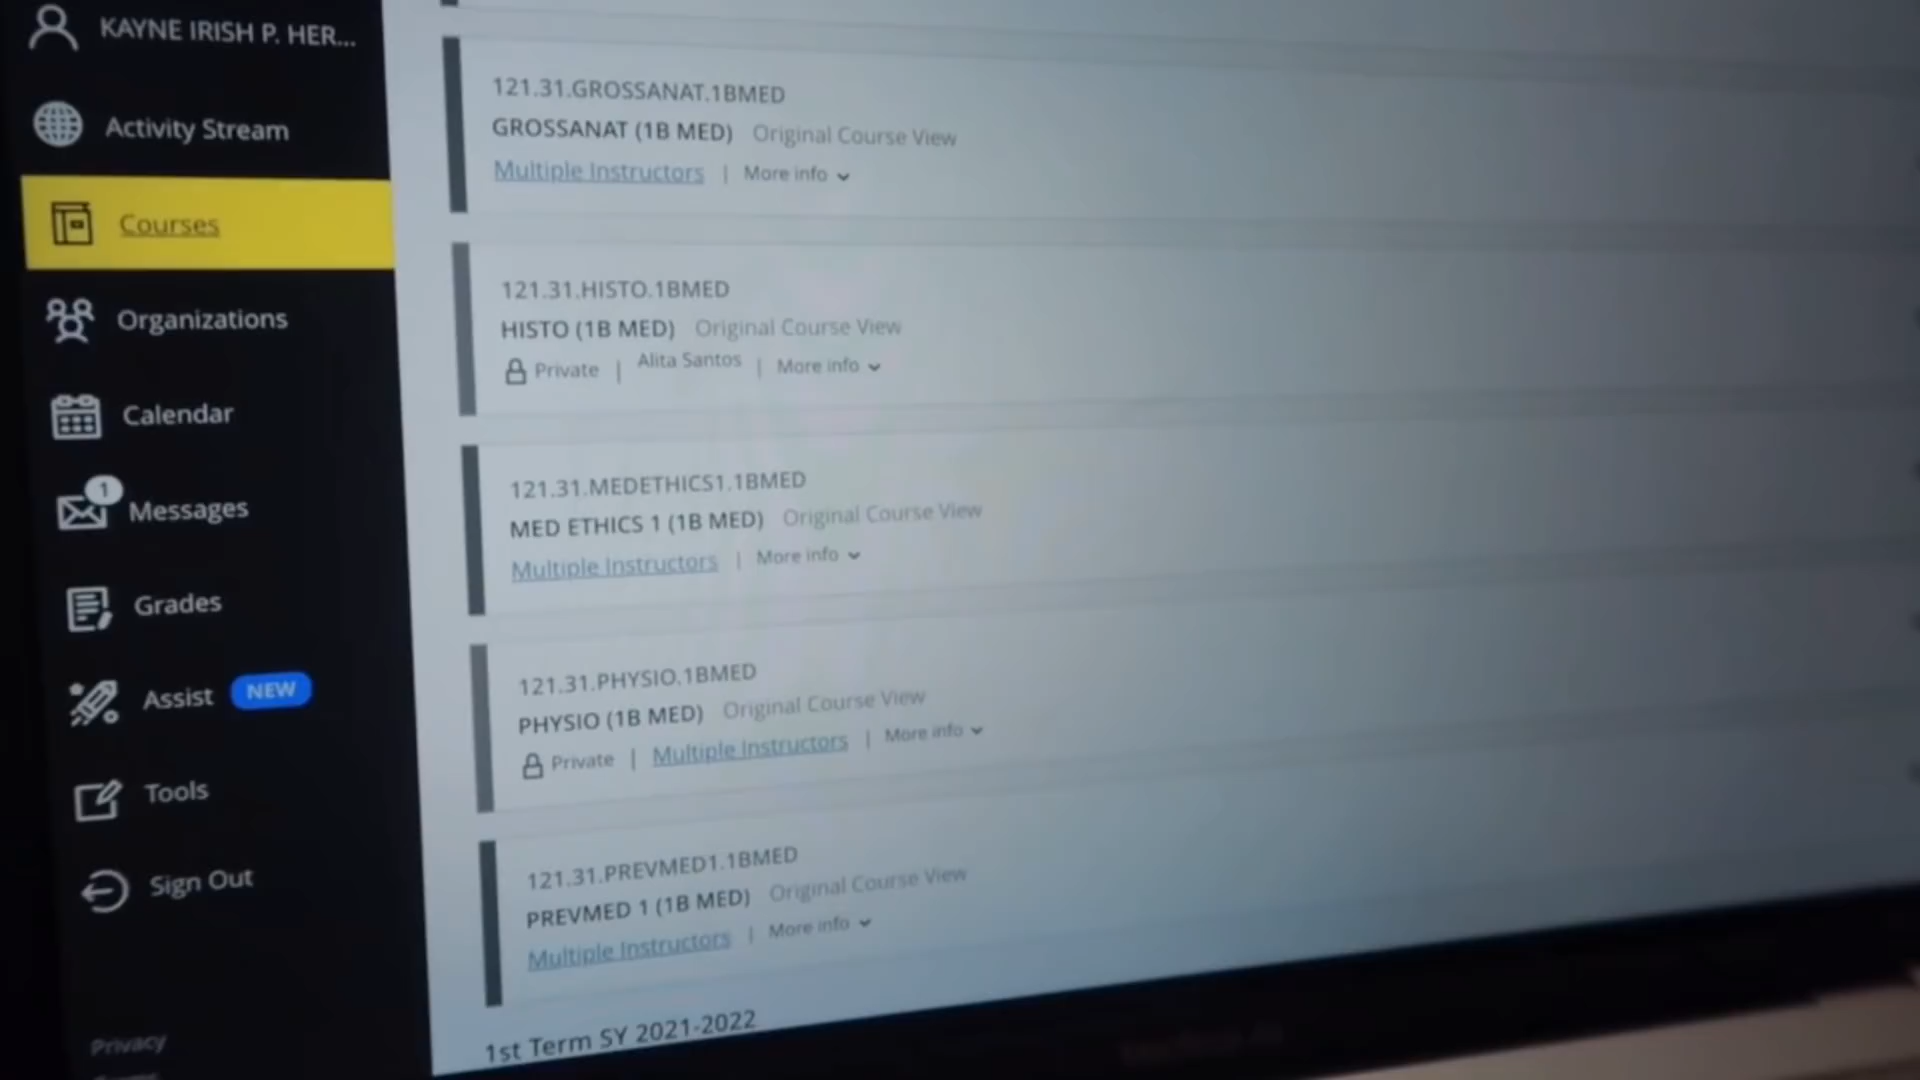 KAYNE IRISH P. HER...
Activity Stream
Courses
Organizations
Calendar
1
Messages
Grades
Assist NEW
Tools
Sign Out
Privacy
121.31.GROSSANAT.1BMED
GROSSANAT (1B MED) Original Course View
Multiple Instructors | More info
121.31.HISTO.1BMED
HISTO (1B MED) Original Course View
Private | Alita Santos | More info
121.31.MEDETHICS1.1BMED
MED ETHICS 1 (1B MED) Original Course View
Multiple Instructors | More info
121.31.PHYSIO.1BMED
PHYSIO (1B MED) Original Course View
Private | Multiple Instructors | More info
121.31.PREVMED1.1BMED
PREVMED 1 (1B MED) Original Course View
Multiple Instructors | More info
1st Term SY 2021-2022